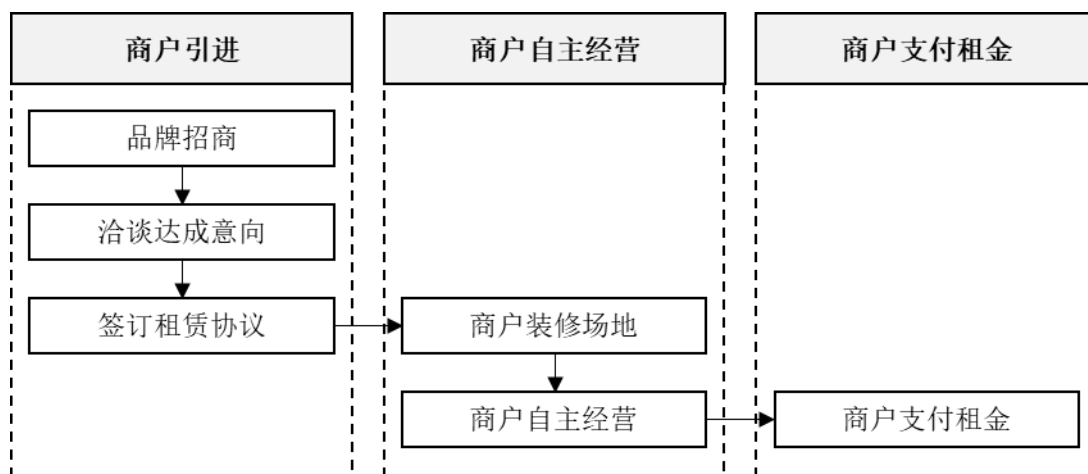 商户引进
商户自主经营
商户支付租金
品牌招商
洽谈达成意向
签订租赁协议
商户装修场地
商户自主经营
商户支付租金